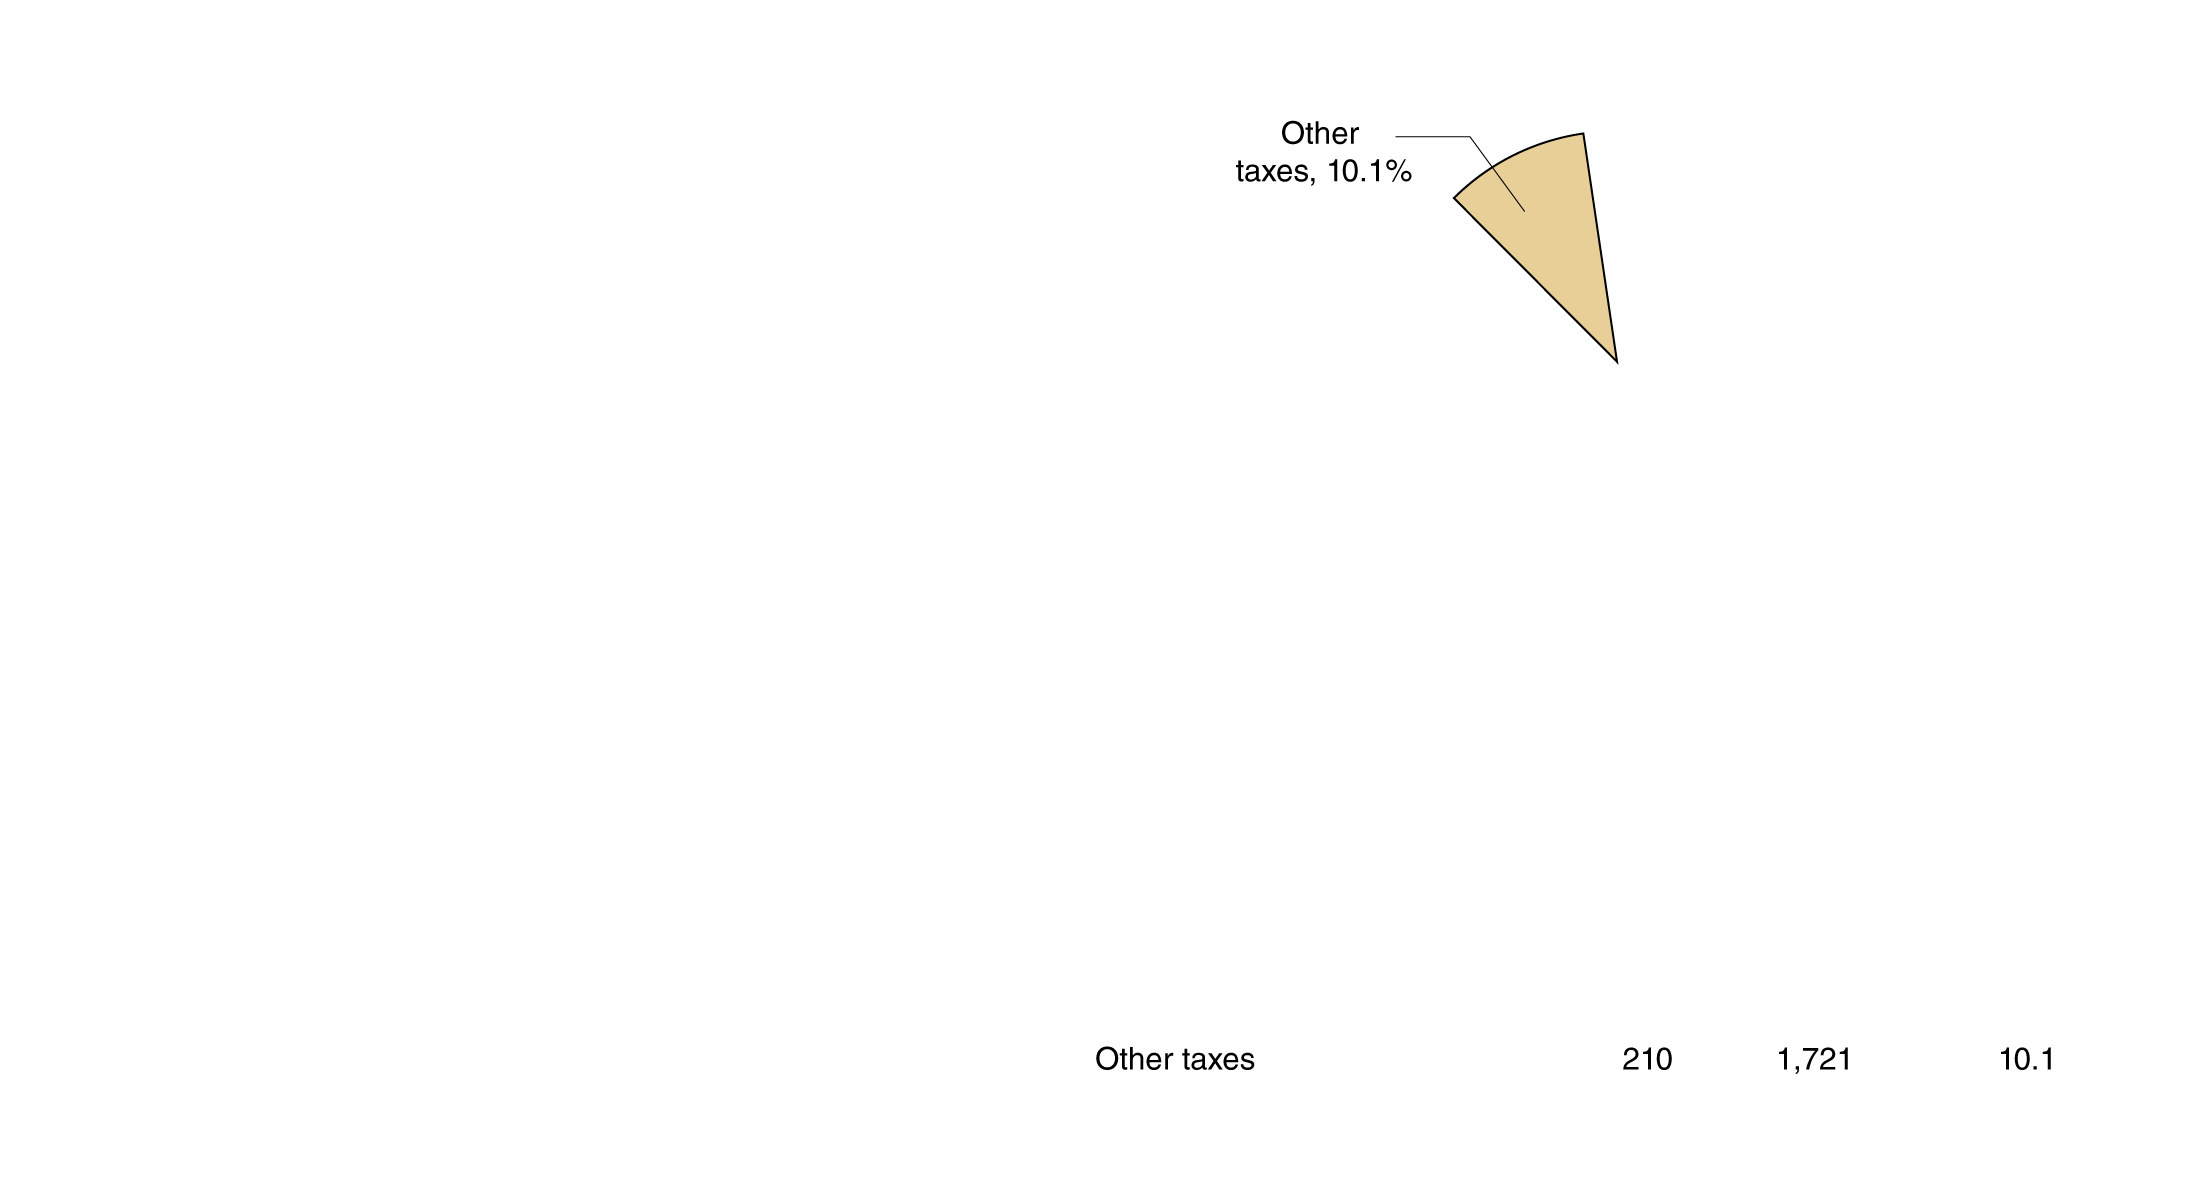 Other
taxes, 10.1%
Other taxes 210 1,721 10.1